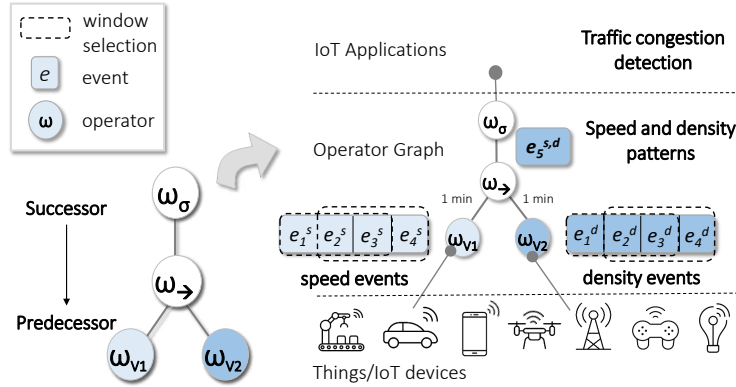 window
selection
e
event
ω
operator
Successor
Predecessor
ωσ
ω→
ωV1
ωV2
IoT Applications
Traffic congestion
detection
Operator Graph
ωσ
e5s,d
Speed and density
patterns
ω→
1 min
1 min
e1s e2s e3s e4s
ωV1
ωV2
e1d e2d e3d e4d
speed events
density events
Things/IoT devices